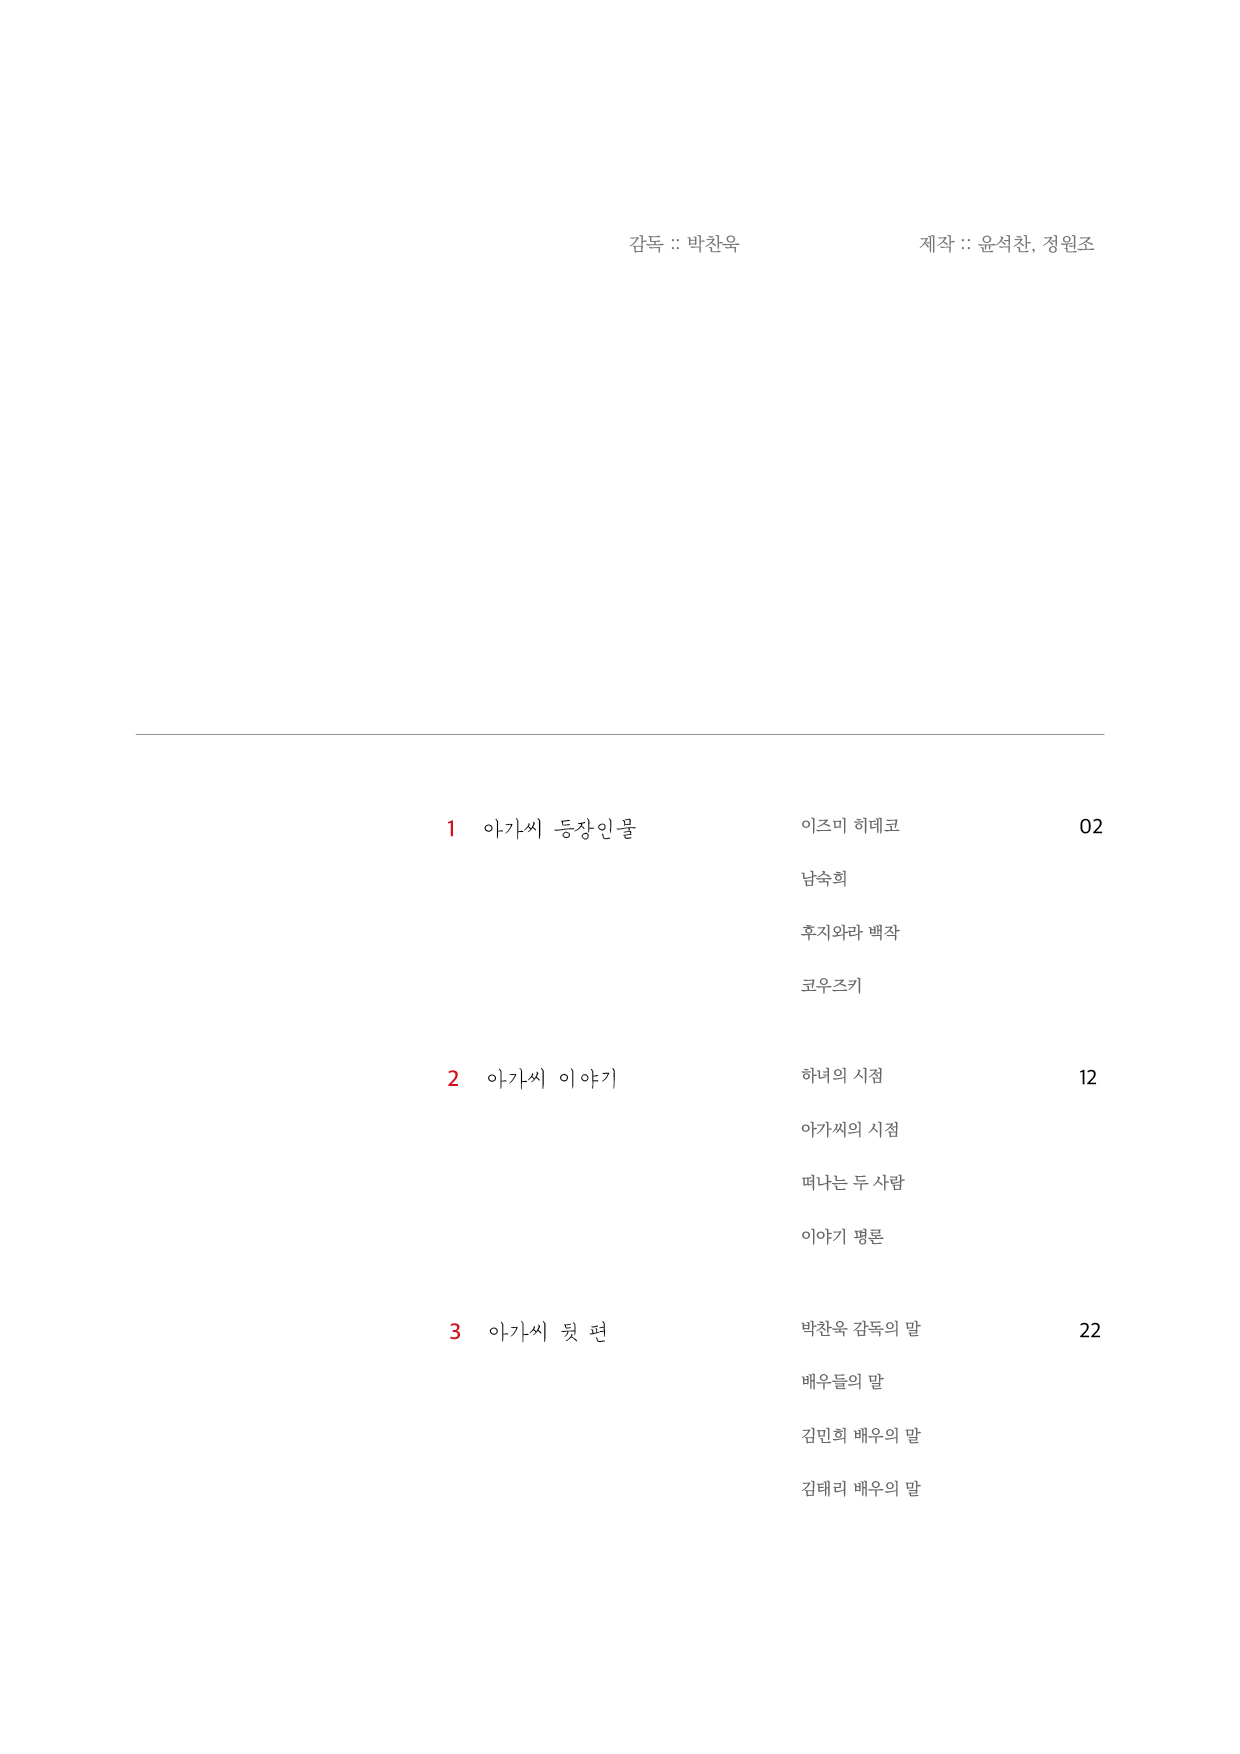 감독 :: 박찬욱 제작 :: 윤석찬, 정원조
1 아가씨 등장인물 이즈미 히데코 02
남숙희
후지와라 백작
코우즈키
2 아가씨 이야기 하녀의 시점 12
아가씨의 시점
떠나는 두 사람
이야기 평론
3 아가씨 뒷 편 박찬욱 감독의 말 22
배우들의 말
김민희 배우의 말
김태리 배우의 말